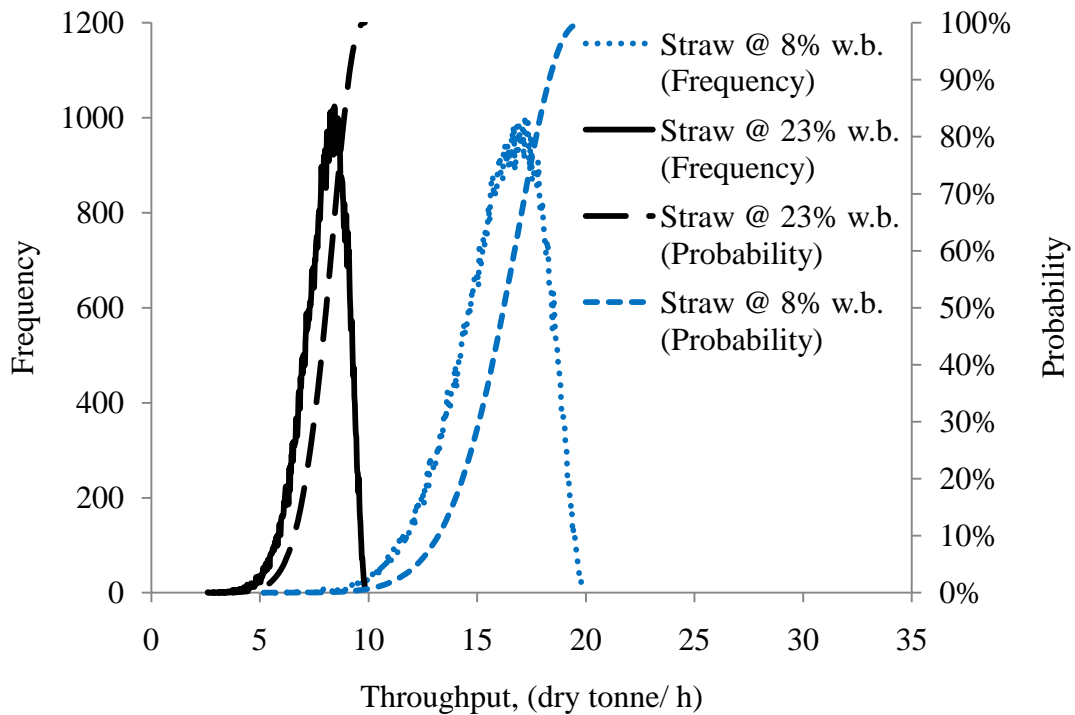 1200
1000
800
600
400
200
0
Frequency
100%
90%
80%
70%
60%
50%
40%
30%
20%
10%
0%
Probability
Straw @ 8% w.b.
(Frequency)
Straw @ 23% w.b.
(Frequency)
Straw @ 23% w.b.
(Probability)
Straw @ 8% w.b.
(Probability)
0 5 10 15 20 25 30 35
Throughput, (dry tonne/ h)